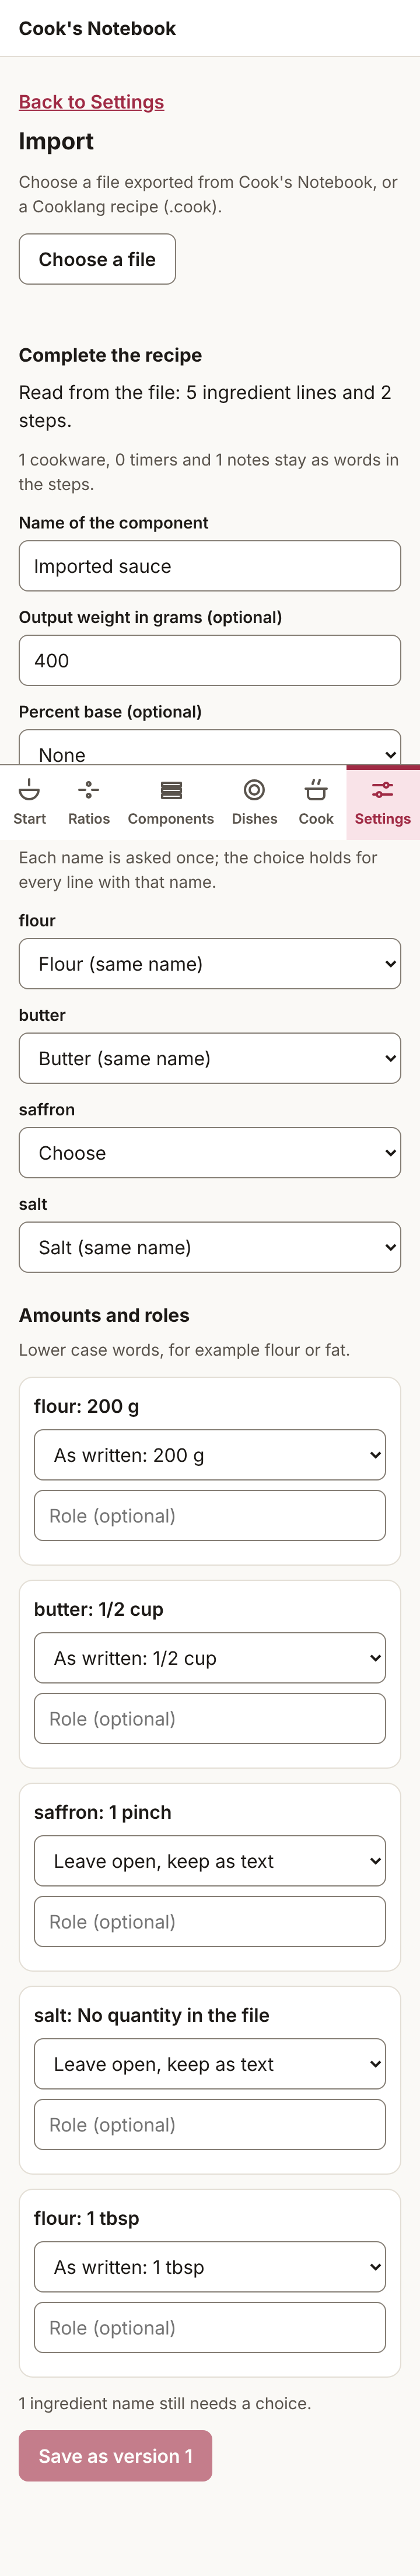 Cook's Notebook
Back to Settings
Import
Choose a file exported from Cook's Notebook, or
a Cooklang recipe (.cook).
Choose a file
Complete the recipe
Read from the file: 5 ingredient lines and 2
steps.
1 cookware, 0 timers and 1 notes stay as words in
the steps.
Name of the component
Imported sauce
Output weight in grams (optional)
400
Percent base (optional)
None
Start
Ratios
Components
Dishes
Cook
Settings
Each name is asked once; the choice holds for
every line with that name.
flour
Flour (same name)
butter
Butter (same name)
saffron
Choose
salt
Salt (same name)
Amounts and roles
Lower case words, for example flour or fat.
flour: 200 g
As written: 200 g
Role (optional)
butter: 1/2 cup
As written: 1/2 cup
Role (optional)
saffron: 1 pinch
Leave open, keep as text
Role (optional)
salt: No quantity in the file
Leave open, keep as text
Role (optional)
flour: 1 tbsp
As written: 1 tbsp
Role (optional)
1 ingredient name still needs a choice.
Save as version 1